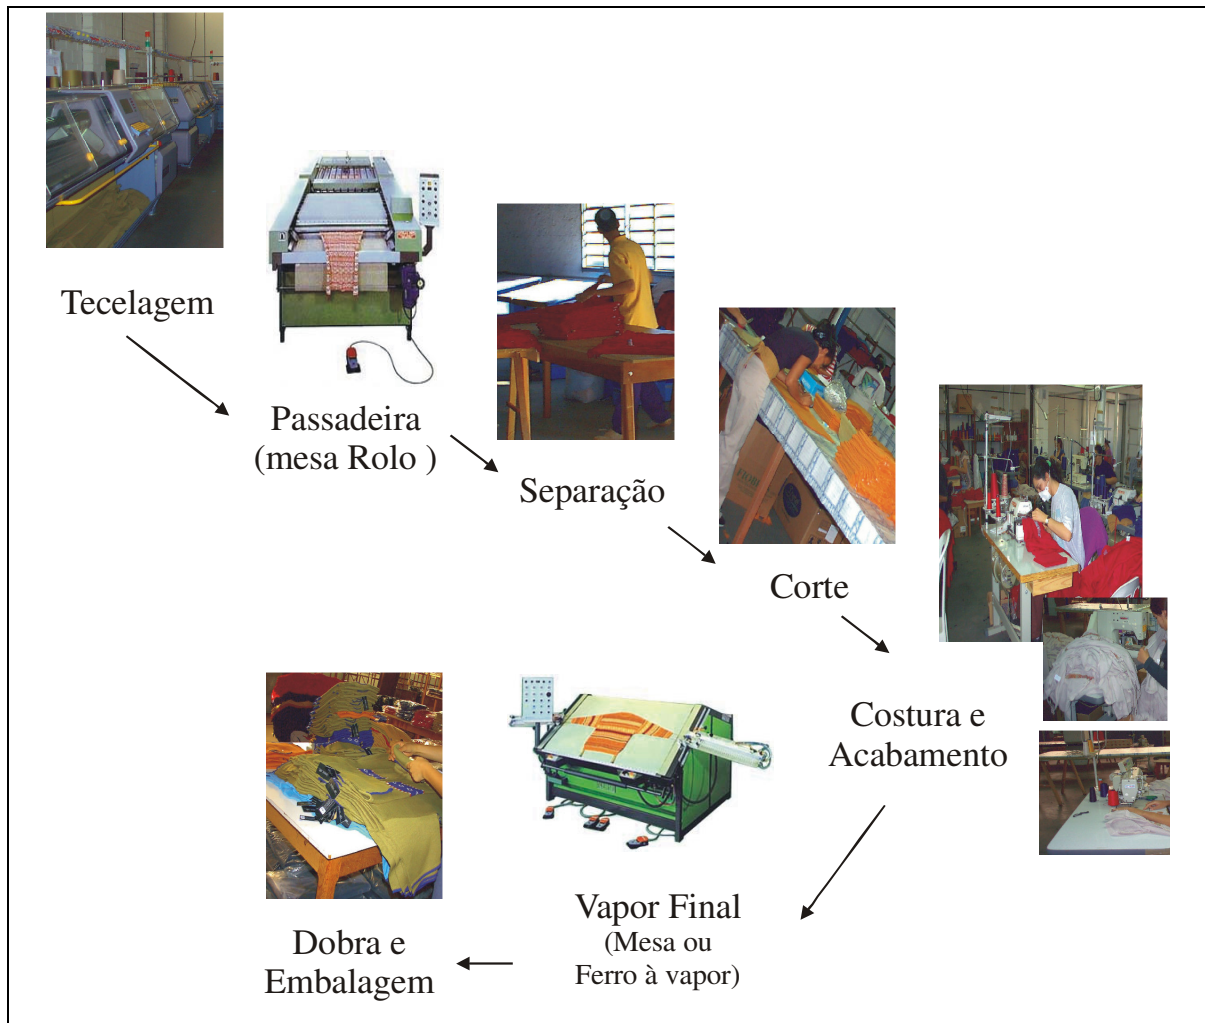 Tecelagem
Passadeira
(mesa Rolo )
Separação
Corte
Costura e
Acabamento
Vapor Final
(Mesa ou
Ferro à vapor)
Dobra e
Embalagem